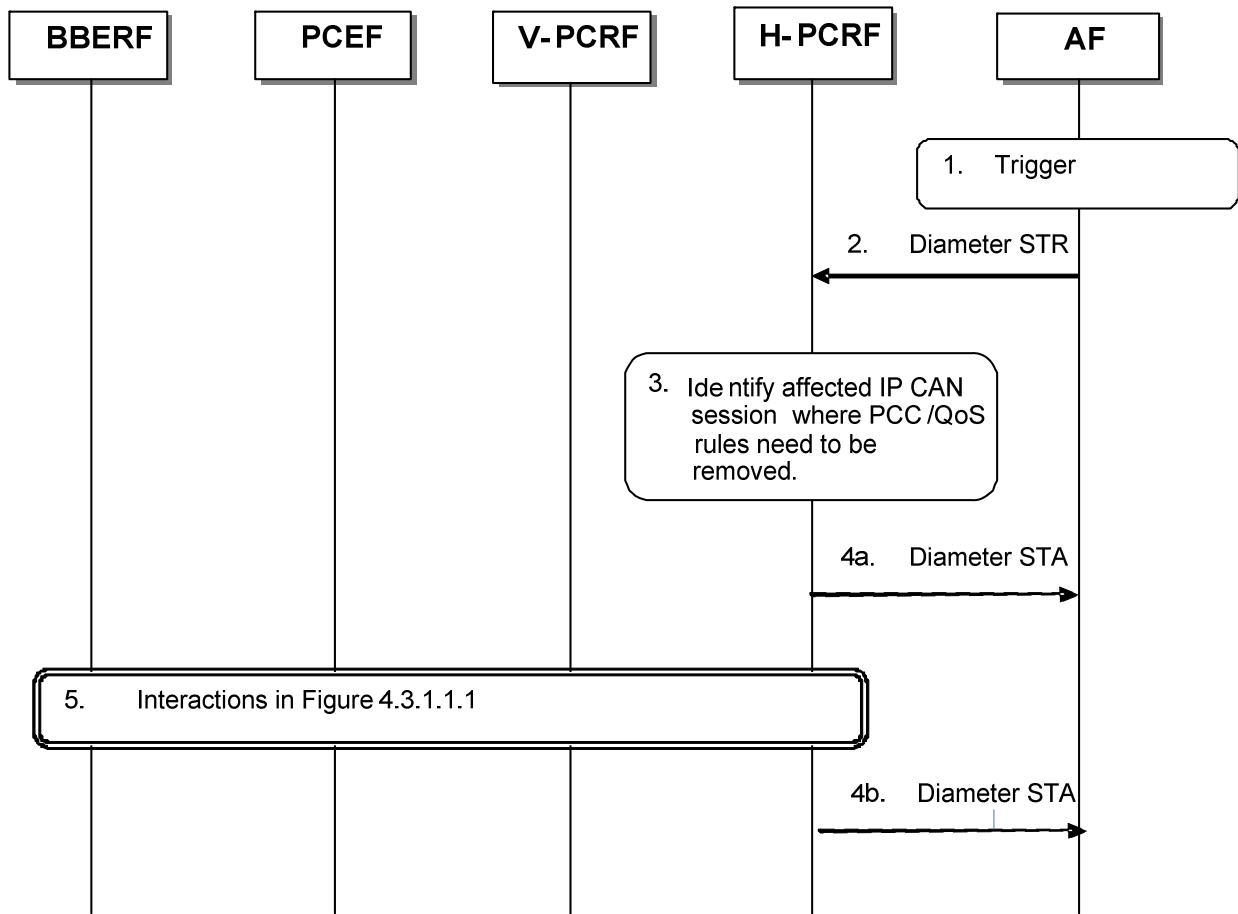 BBERF
PCEF
V-PCRF
H-PCRF
AF
1. Trigger
2. Diameter STR
3. Ide ntify affected IP CAN
session where PCC /QoS
rules need to be
removed.
4a. Diameter STA
5. Interactions in Figure 4.3.1.1.1
4b. Diameter STA